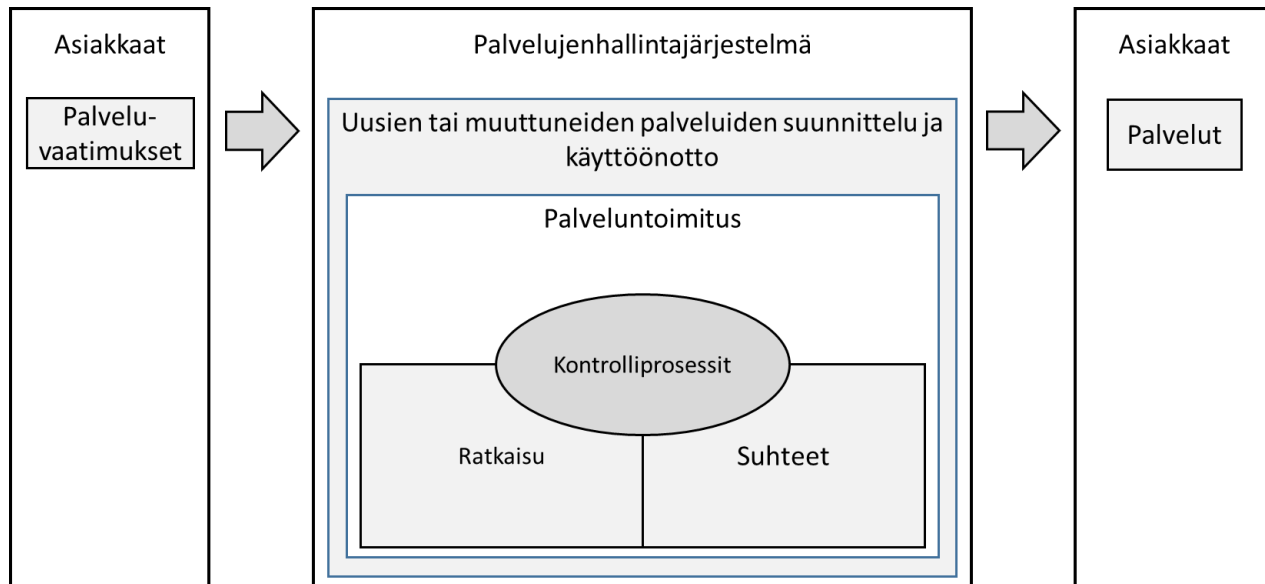 Asiakkaat
Palvelu-
vaatimukset
Palvelujenhallintajärjestelmä
Uusien tai muuttuneiden palveluiden suunnittelu ja
käyttöönotto
Palveluntoimitus
Kontrolliprosessit
Ratkaisu
Suhteet
Asiakkaat
Palvelut